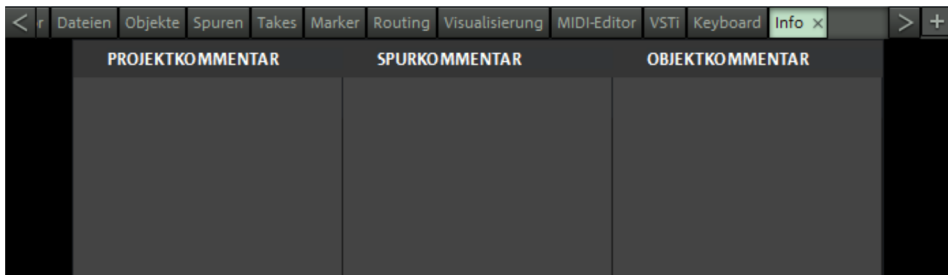 < r Dateien Objekte Spuren Takes Marker Routing Visualisierung MIDI-Editor VSTi Keyboard Info × > +
PROJEKTKOMMENTAR SPURKOMMENTAR OBJEKTKOMMENTAR